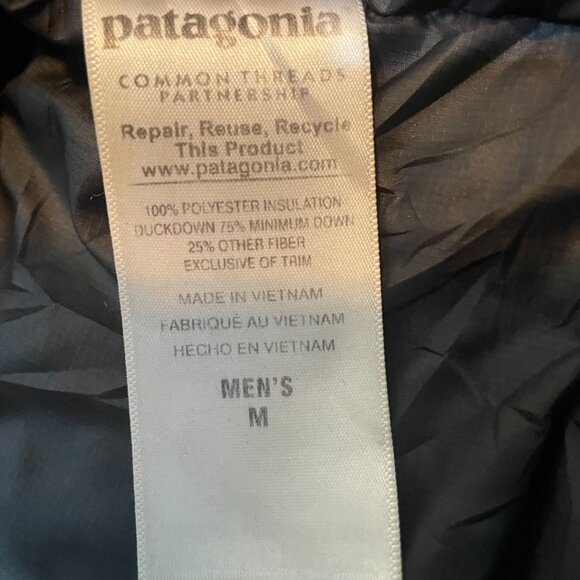 patagonia
COMMON THREADS
PARTNERSHIP
Repair, Reuse, Recycle
This Product
www.patagonia.com
100% POLYESTER INSULATION
DUCKDOWN 75% MINIMUM DOWN
25% OTHER FIBER
EXCLUSIVE OF TRIM
MADE IN VIETNAM
FABRIQUÉ AU VIETNAM
HECHO EN VIETNAM
MEN'S
M